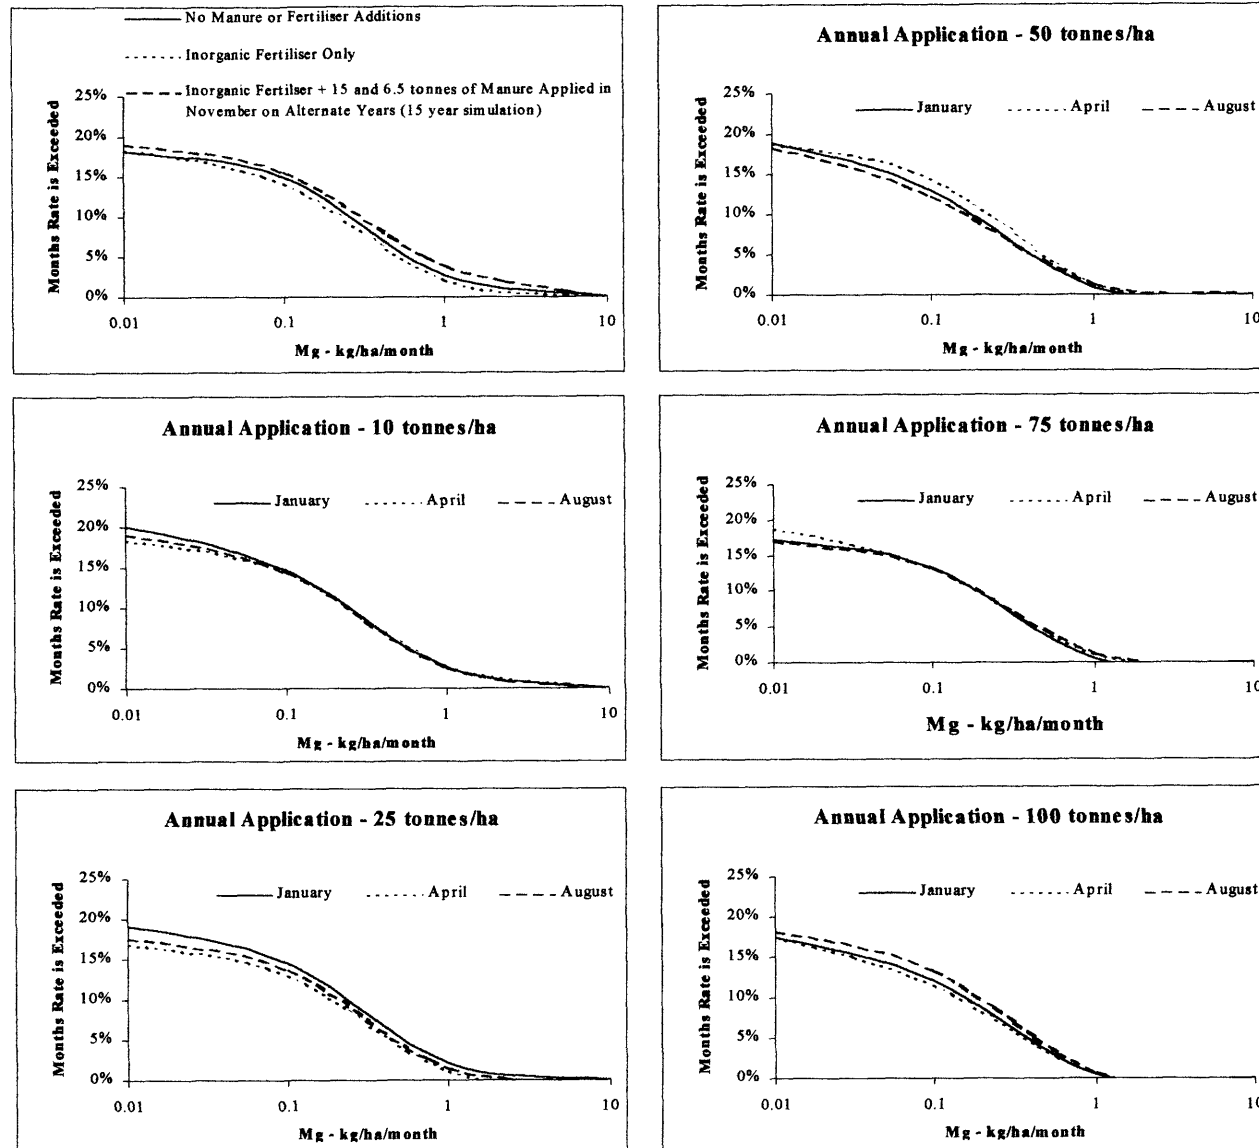 No Manure or Fertiliser Additions
Inorganic Fertiliser Only
Inorganic Fertilser + 15 and 6.5 tonnes of Manure Applied in
November on Alternate Years (15 year simulation)
Months Rate is Exceeded
25%
20%
15%
10%
5%
0%
0.01 0.1 1 10
Mg - kg/ha/month
Annual Application - 50 tonnes/ha
January April August
Months Rate is Exceeded
25%
20%
15%
10%
5%
0%
0.01 0.1 1 10
Mg - kg/ha/month
Annual Application - 10 tonnes/ha
January April August
Months Rate is Exceeded
25%
20%
15%
10%
5%
0%
0.01 0.1 1 10
Mg - kg/ha/month
Annual Application - 75 tonnes/ha
January April August
Months Rate is Exceeded
25%
20%
15%
10%
5%
0%
0.01 0.1 1 10
Mg - kg/ha/month
Annual Application - 25 tonnes/ha
January April August
Months Rate is Exceeded
25%
20%
15%
10%
5%
0%
0.01 0.1 1 10
Mg - kg/ha/month
Annual Application - 100 tonnes/ha
January April August
Months Rate is Exceeded
25%
20%
15%
10%
5%
0%
0.01 0.1 1 10
Mg - kg/ha/month